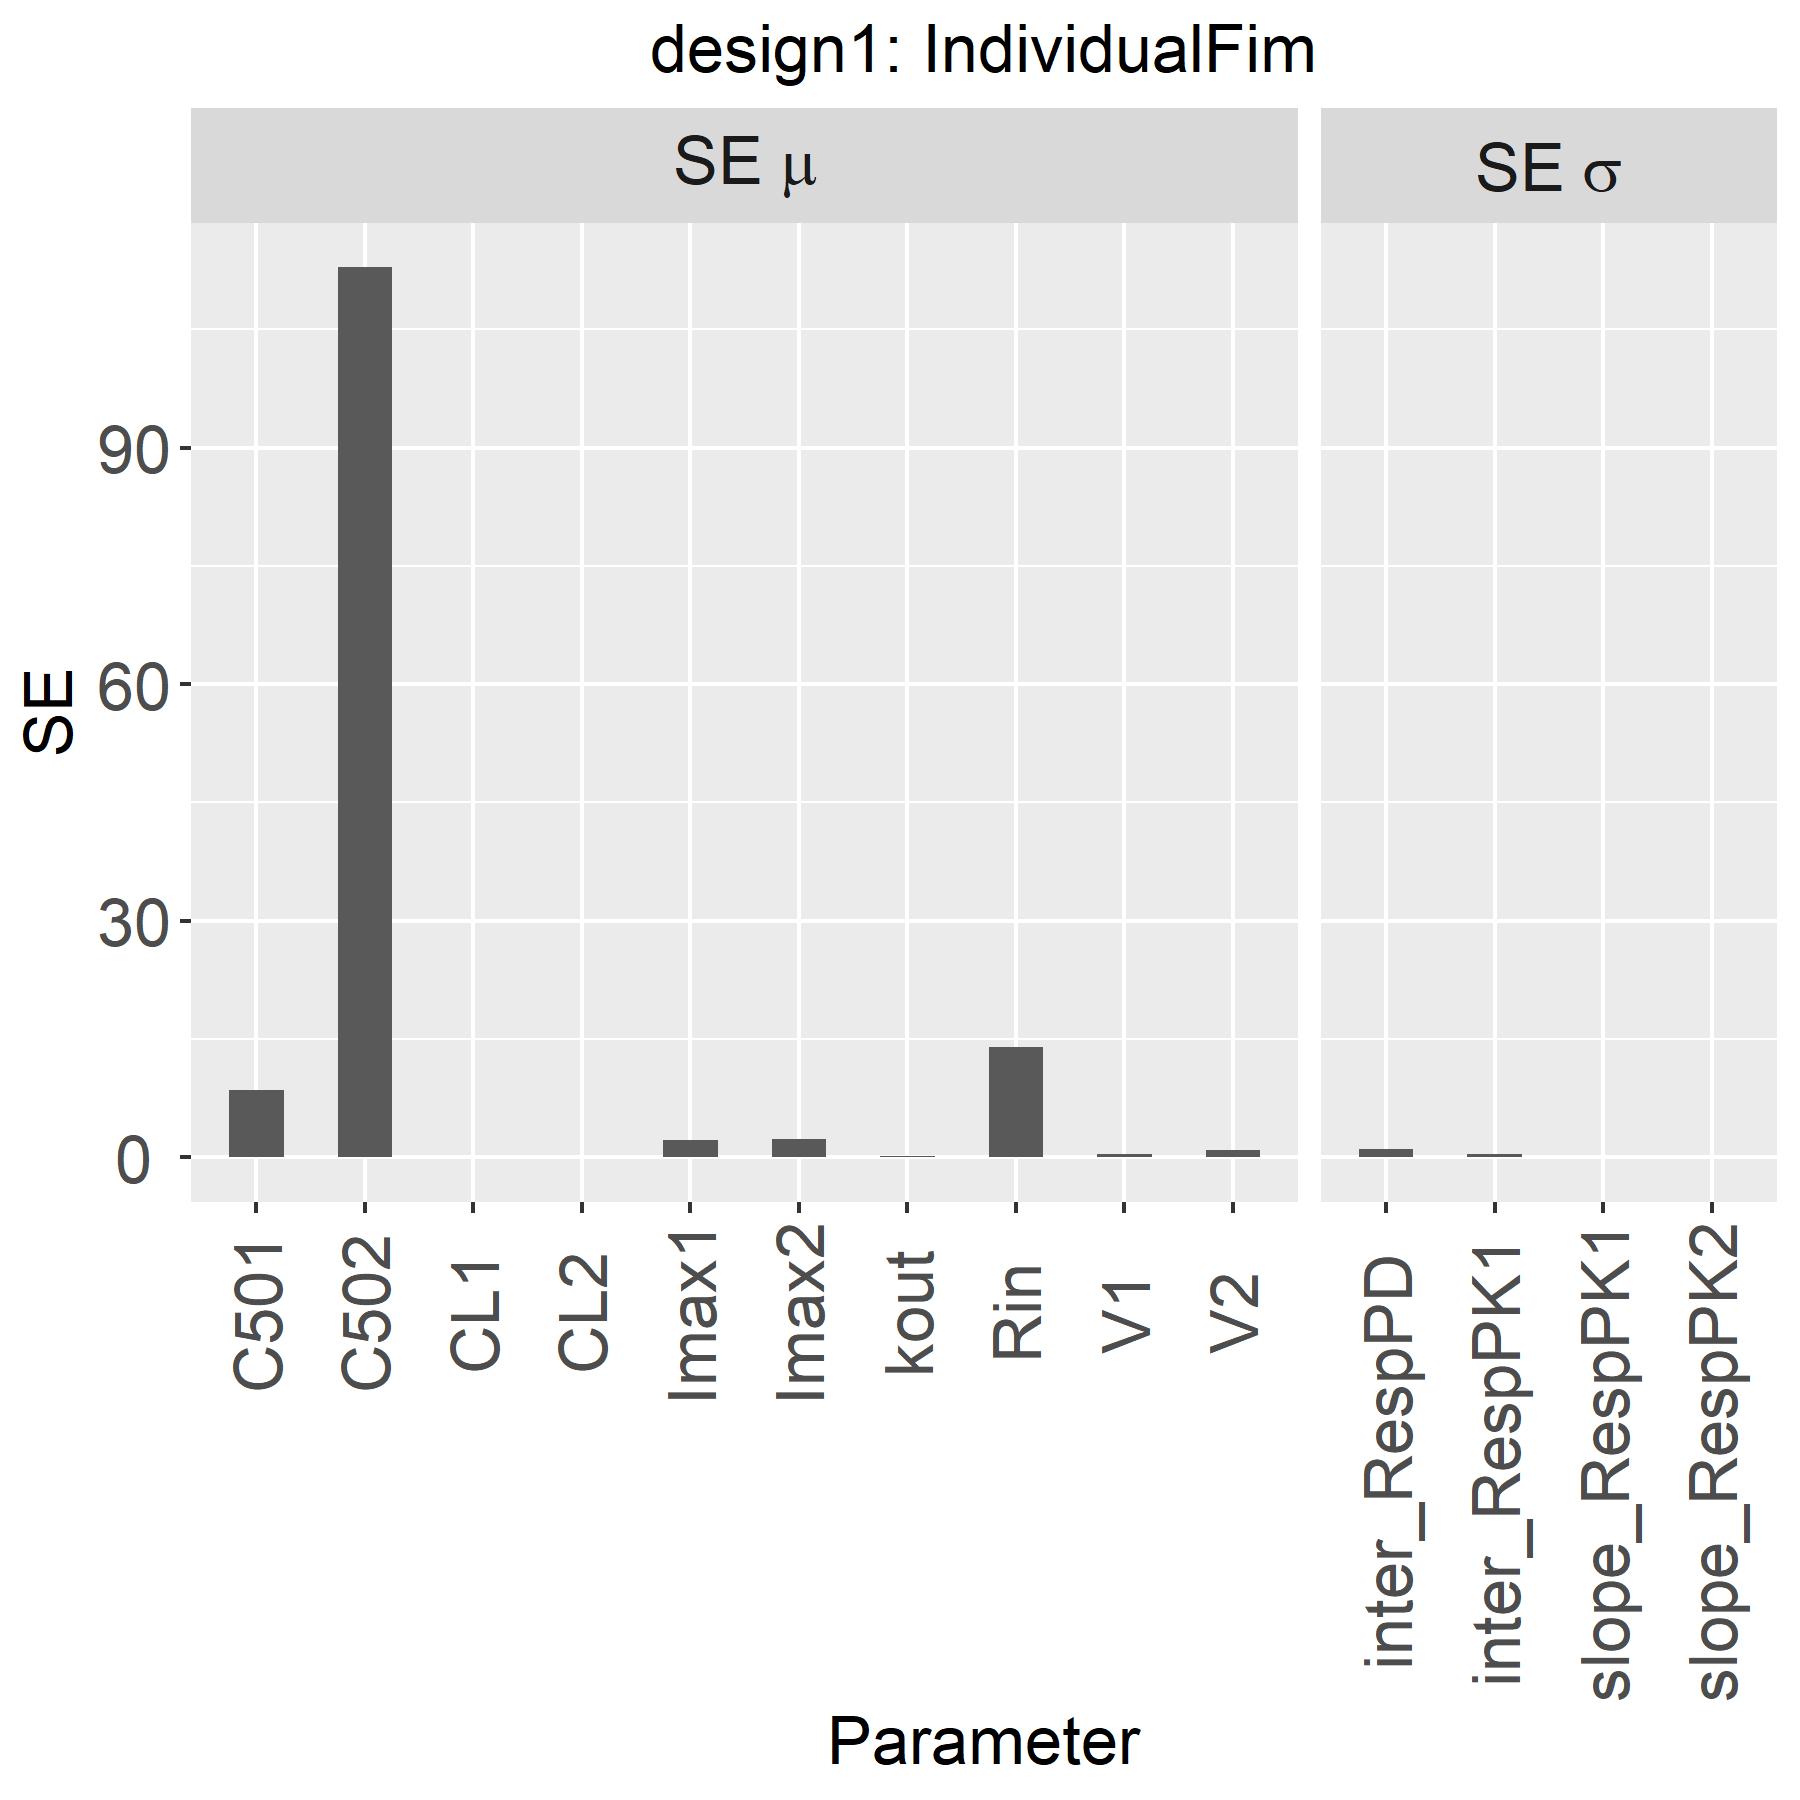 design1: IndividualFim
SE μ
SE σ
SE
90
60
30
0
C501
C502
CL1
CL2
Imax1
Imax2
kout
Rin
V1
V2
inter_RespPD
inter_RespPK1
slope_RespPK1
slope_RespPK2
Parameter